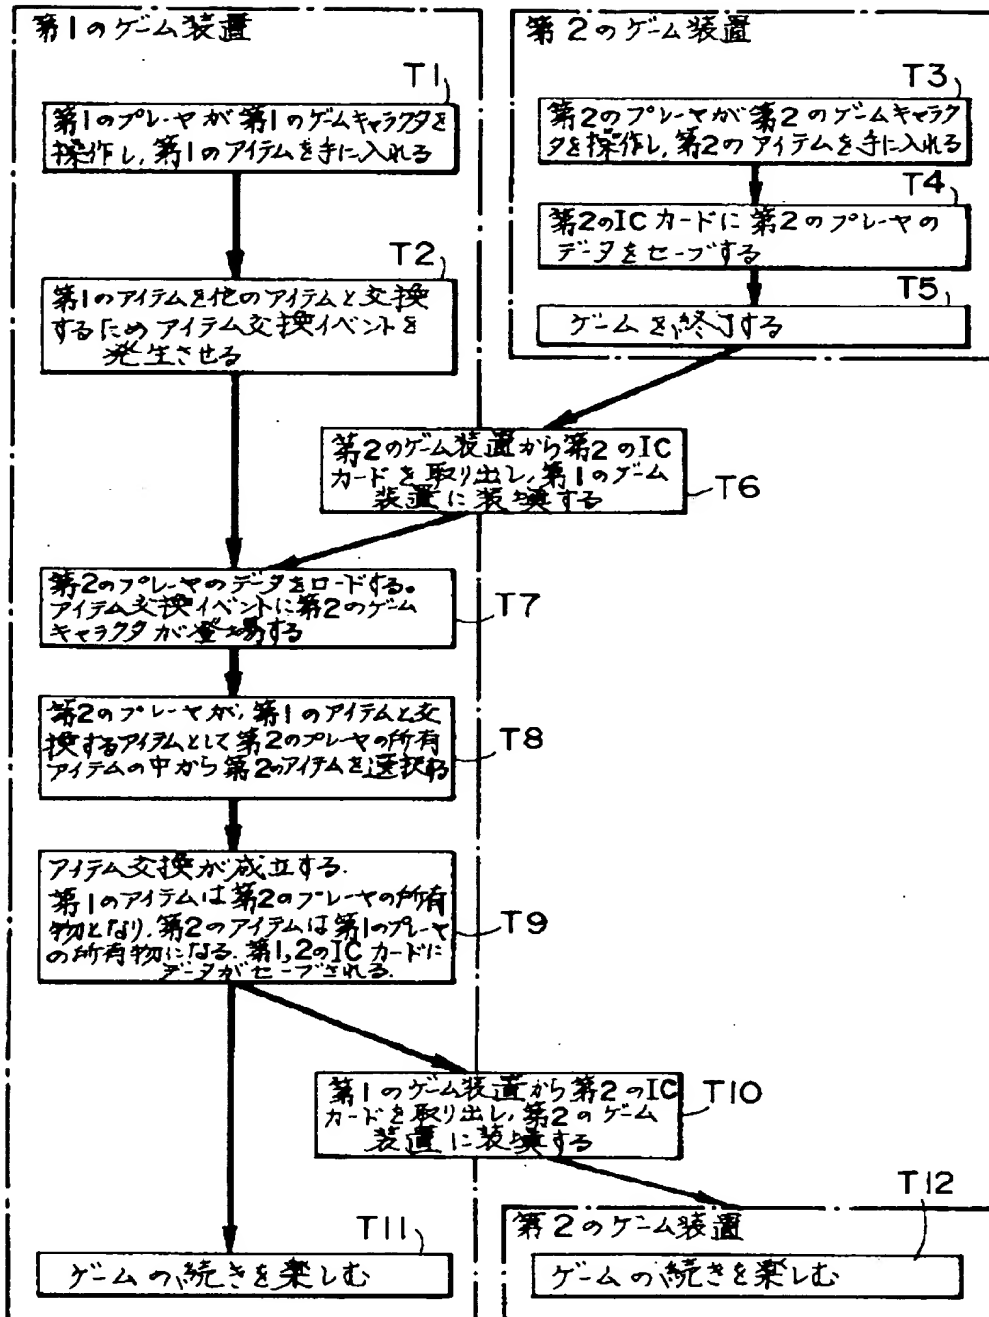 第1のゲーム装置
T1
第1のプレーヤが第1のゲームキャラクタを
操作し、第1のアイテムを手に入れる
T2
第1のアイテムを他のアイテムと交換
するためアイテム交換イベントを
発生させる
第2のゲーム装置
T3
第2のプレーヤが第2のゲームキャラク
タを操作し、第2のアイテムを手に入れる
T4
第2のICカードに第2のプレーヤの
データをセーブする
T5
ゲームを終了する
第2のゲーム装置から第2のIC
カードを取り出し、第1のゲーム
装置に装填する
T6
第2のプレーヤのデータをロードする。
アイテム交換イベントに第2のゲーム
キャラクタが登場する
T7
第2のプレーヤが、第1のアイテムと交
換するアイテムとして第2のプレーヤの所有
アイテムの中から第2のアイテムを選択する
T8
アイテム交換が成立する.
第1のアイテムは第2のプレーヤの所有
物となり、第2のアイテムは第1のプレーヤ
の所有物になる.第1,2のICカードに
データがセーブされる.
T9
第1のゲーム装置から第2のIC
カードを取り出し、第2のゲーム
装置に装填する
T10
T11
ゲームの続きを楽しむ
T12
第2のゲーム装置
ゲームの続きを楽しむ